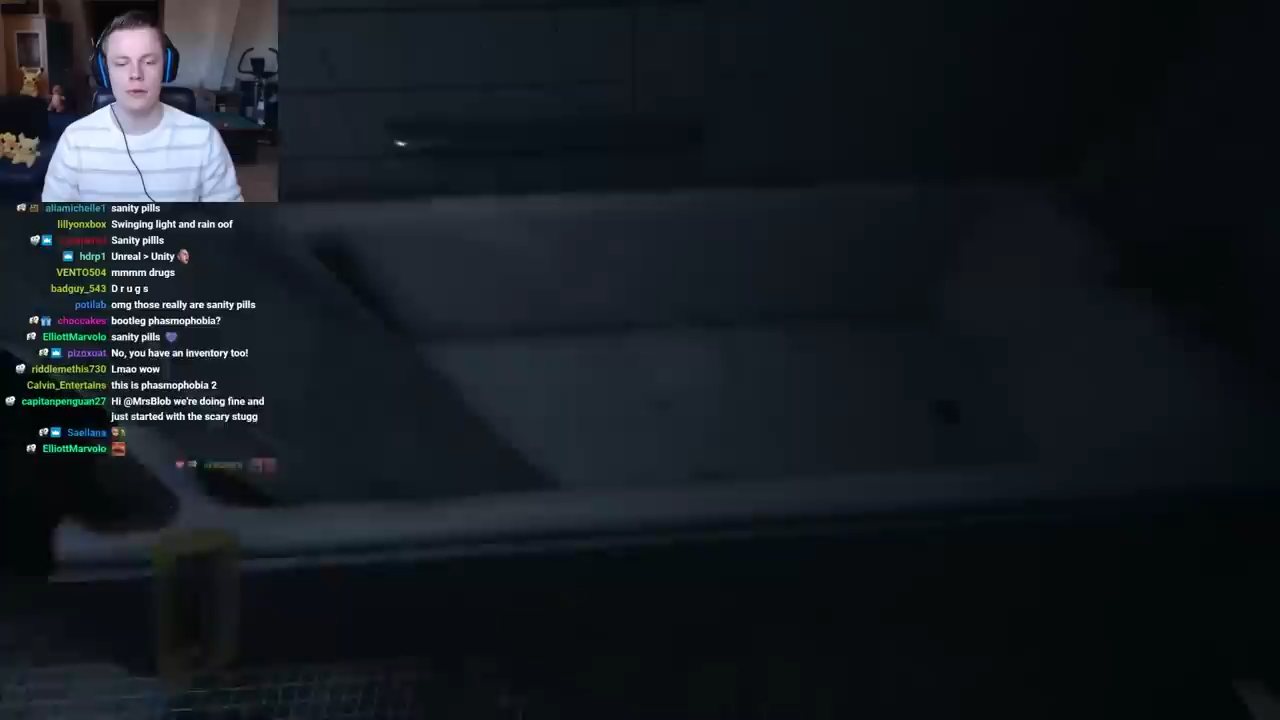 aliamichelle1 sanity pills
lillyonxbox Swinging light and rain oof
Sanity pillls
hdrp1 Unreal > Unity
VENTO504 mmmm drugs
badguy_543 D r u g s
potilab omg those really are sanity pills
choccakes bootleg phasmophobia?
ElliottMarvolo sanity pills
pizoxuat No, you have an inventory too!
riddlemethis730 Lmao wow
Calvin_Entertains this is phasmophobia 2
capitanpenguan27 Hi @MrsBlob we're doing fine and
just started with the scary stugg
Saellana
ElliottMarvolo